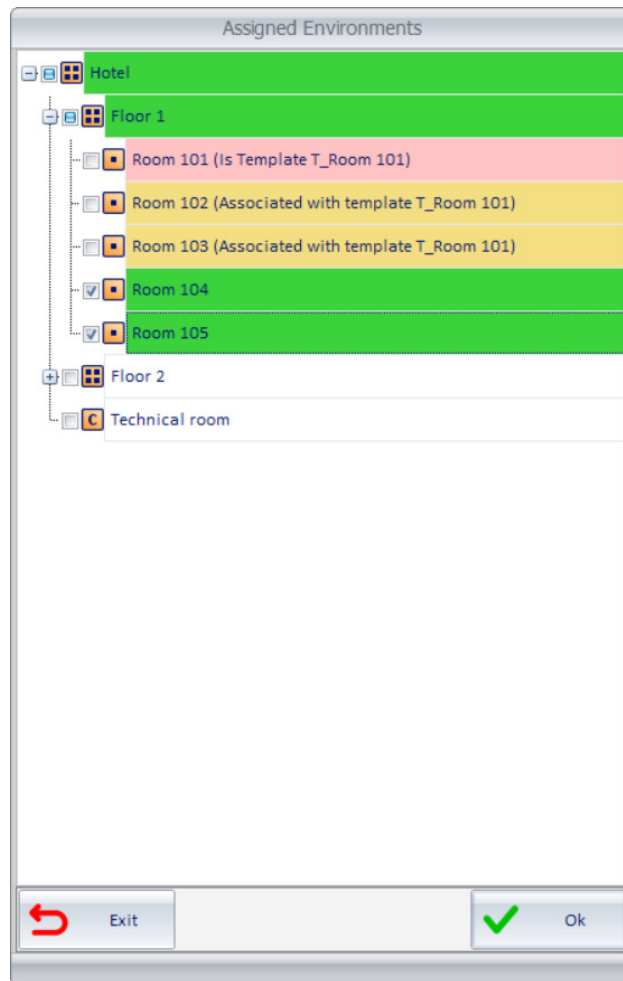 Assigned Environments
Hotel
Floor 1
Room 101 (Is Template T_Room 101)
Room 102 (Associated with template T_Room 101)
Room 103 (Associated with template T_Room 101)
Room 104
Room 105
Floor 2
C Technical room
Exit
Ok